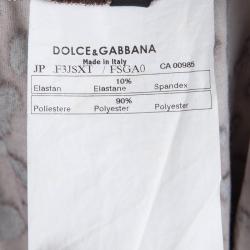 DOLCE&GABBANA
Made in Italy
JP F3JSXT / FSGA0 CA 00985
10%
Elastan Elastane Spandex
90%
Poliestere Polyester Polyester